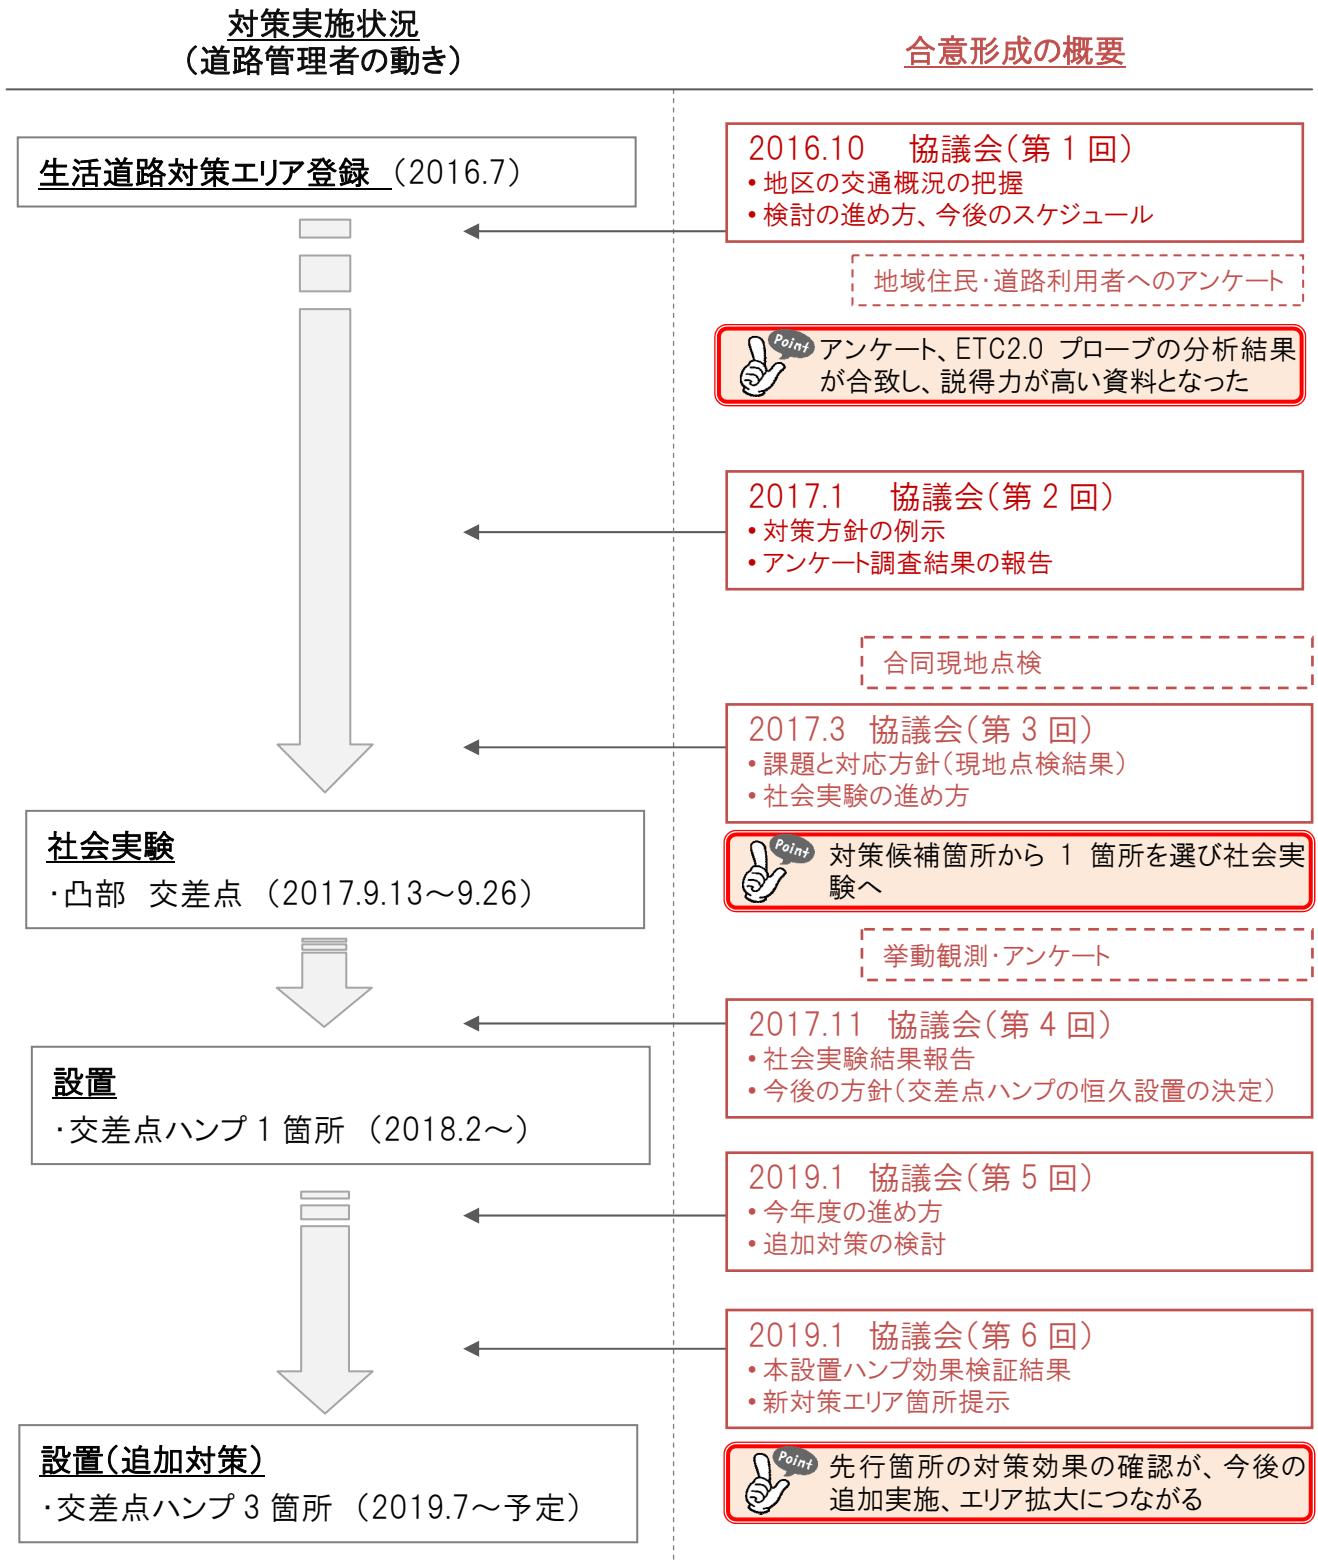 対策実施状況
（道路管理者の動き）
生活道路対策エリア登録 （2016.7）
社会実験
・凸部 交差点 （2017.9.13～9.26）
設置
・交差点ハンプ1箇所 （2018.2～）
設置（追加対策）
・交差点ハンプ3箇所 （2019.7～予定）
合意形成の概要
2016.10 協議会（第1回）
• 地区の交通概況の把握
• 検討の進め方、今後のスケジュール
地域住民・道路利用者へのアンケート
Point
アンケート、ETC2.0 プローブの分析結果
が合致し、説得力が高い資料となった
2017.1 協議会（第2回）
• 対策方針の例示
• アンケート調査結果の報告
合同現地点検
2017.3 協議会（第3回）
• 課題と対応方針（現地点検結果）
• 社会実験の進め方
Point
対策候補箇所から 1 箇所を選び社会実
験へ
挙動観測・アンケート
2017.11 協議会（第4回）
• 社会実験結果報告
• 今後の方針（交差点ハンプの恒久設置の決定）
2019.1 協議会（第5回）
• 今年度の進め方
• 追加対策の検討
2019.1 協議会（第6回）
• 本設置ハンプ効果検証結果
• 新対策エリア箇所提示
Point
先行箇所の対策効果の確認が、今後の
追加実施、エリア拡大につながる